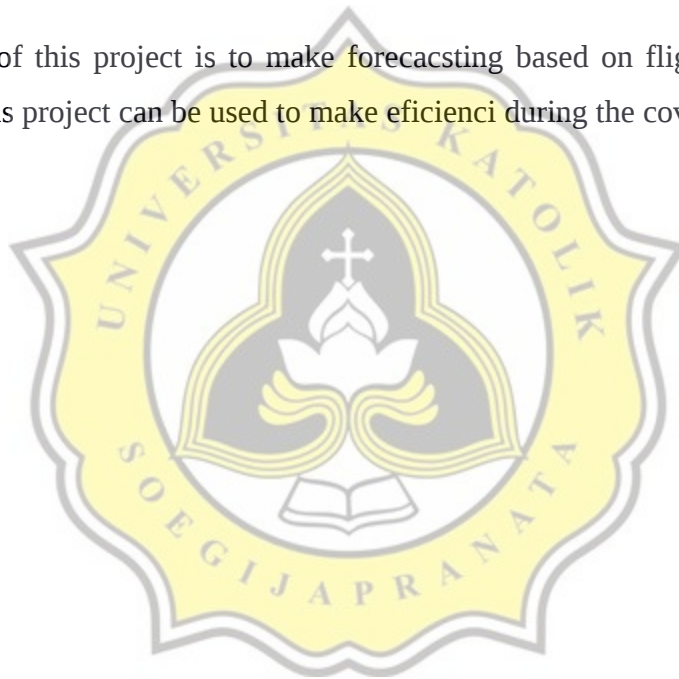 of this project is to make forecacsting based on flig
s project can be used to make eficienci during the cov
UNIVERSITAS KATOLIK
SOEGIJAPRANATA